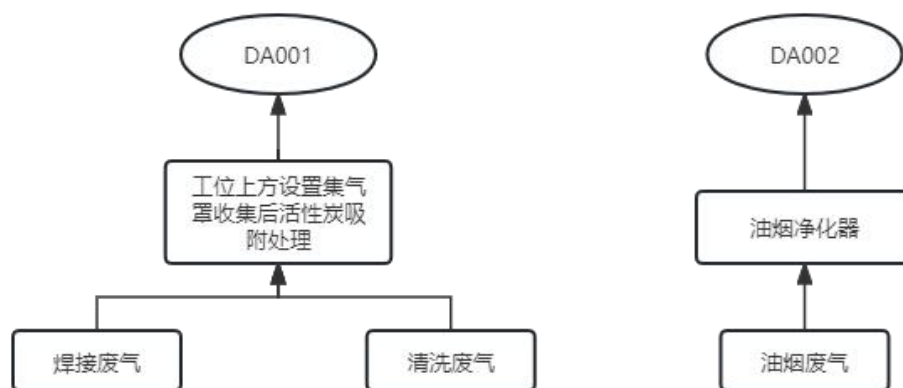 DA001
DA002
工位上方设置集气
罩收集后活性炭吸
附处理
油烟净化器
焊接废气
清洗废气
油烟废气